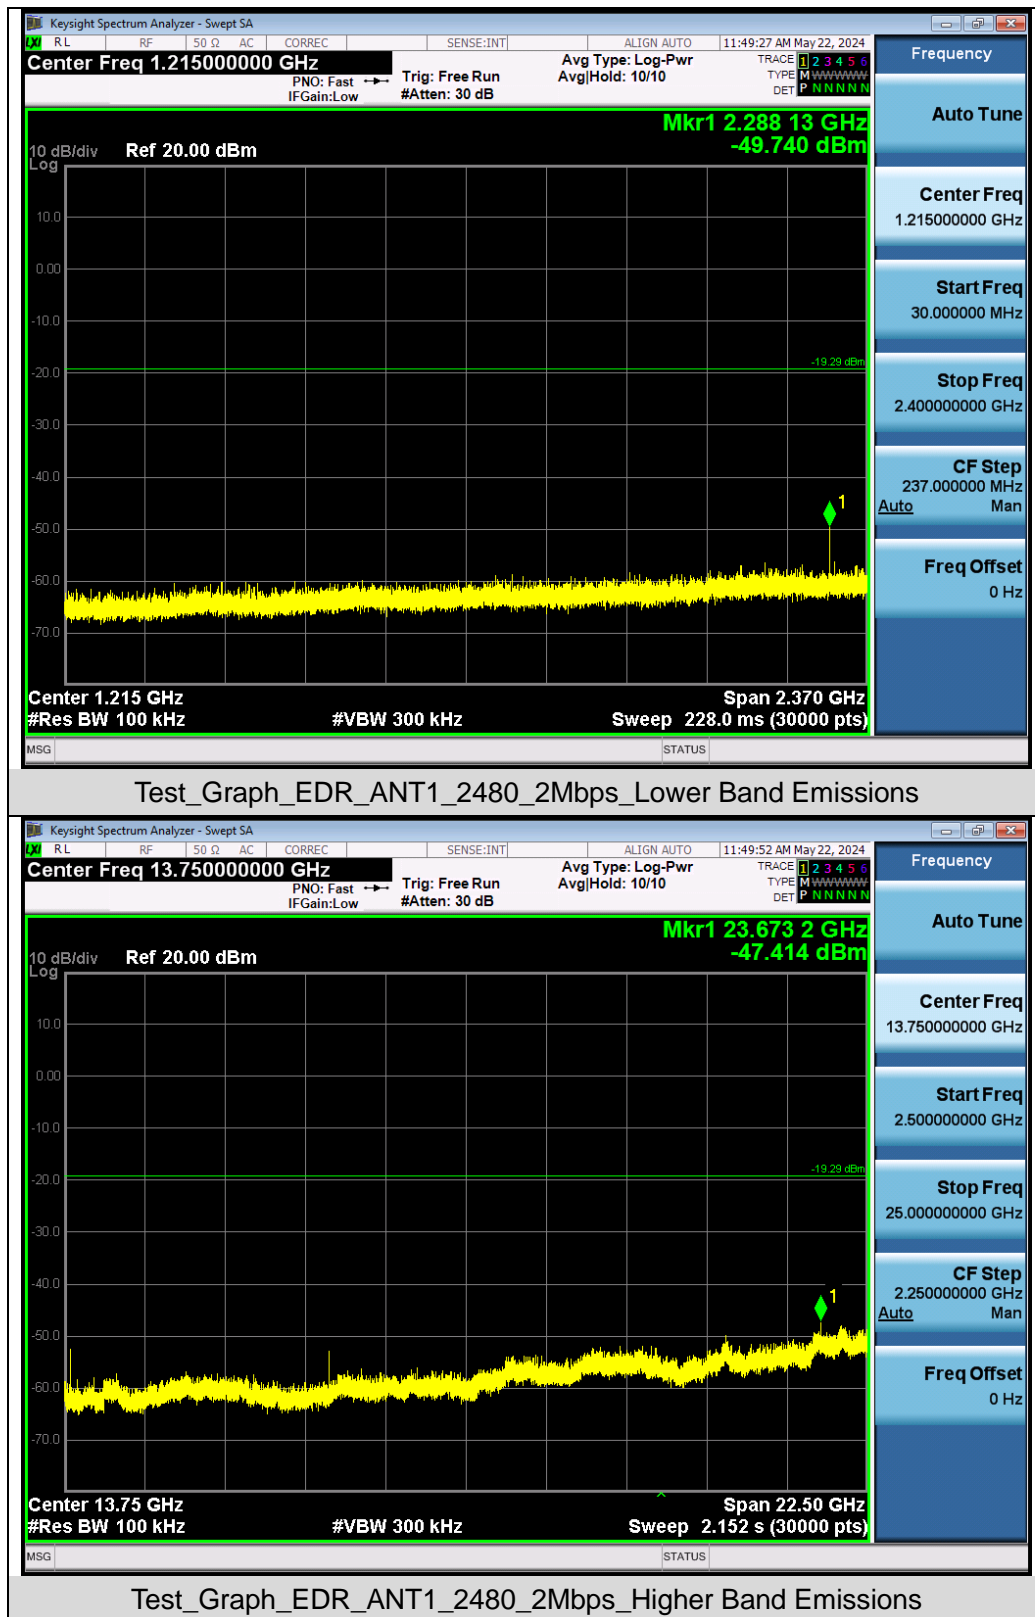 Keysight Spectrum Analyzer - Swept SA
LXI RL RF 50 Ω AC CORREC SENSE:INT ALIGN AUTO 11:49:27 AM May 22, 2024
Center Freq 1.215000000 GHz
PNO: Fast
IFGain:Low
Trig: Free Run
#Atten: 30 dB
Avg Type: Log-Pwr
Avg|Hold: 10/10
TRACE 1 2 3 4 5 6
TYPE M WWWWW
DET P N N N N N
Mkr1 2.288 13 GHz
-49.740 dBm
10 dB/div
Log
Ref 20.00 dBm
10.0
0.00
-10.0
-19.29 dBm
-20.0
-30.0
-40.0
1
-50.0
-60.0
-70.0
Center 1.215 GHz Span 2.370 GHz
#Res BW 100 kHz #VBW 300 kHz Sweep 228.0 ms (30000 pts)
MSG STATUS
Frequency
Auto Tune
Center Freq
1.215000000 GHz
Start Freq
30.000000 MHz
Stop Freq
2.400000000 GHz
CF Step
237.000000 MHz
Auto Man
Freq Offset
0 Hz
Test_Graph_EDR_ANT1_2480_2Mbps_Lower Band Emissions
Keysight Spectrum Analyzer - Swept SA
LXI RL RF 50 Ω AC CORREC SENSE:INT ALIGN AUTO 11:49:52 AM May 22, 2024
Center Freq 13.750000000 GHz
PNO: Fast
IFGain:Low
Trig: Free Run
#Atten: 30 dB
Avg Type: Log-Pwr
Avg|Hold: 10/10
TRACE 1 2 3 4 5 6
TYPE M WWWWW
DET P N N N N N
Mkr1 23.673 2 GHz
-47.414 dBm
10 dB/div
Log
Ref 20.00 dBm
10.0
0.00
-10.0
-19.29 dBm
-20.0
-30.0
-40.0
1
-50.0
-60.0
-70.0
Center 13.75 GHz Span 22.50 GHz
#Res BW 100 kHz #VBW 300 kHz Sweep 2.152 s (30000 pts)
MSG STATUS
Frequency
Auto Tune
Center Freq
13.750000000 GHz
Start Freq
2.500000000 GHz
Stop Freq
25.000000000 GHz
CF Step
2.250000000 GHz
Auto Man
Freq Offset
0 Hz
Test_Graph_EDR_ANT1_2480_2Mbps_Higher Band Emissions